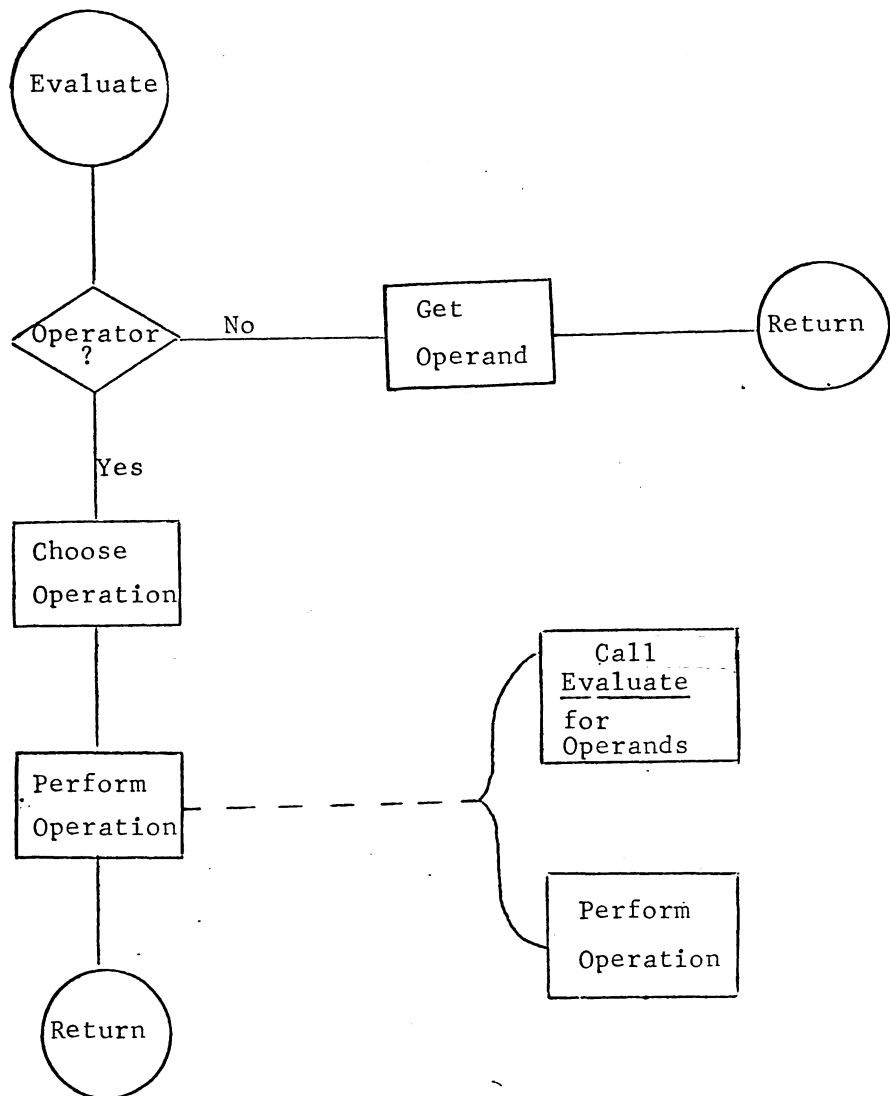 Evaluate
Operator
?
No
Get
Operand
Return
Yes
Choose
Operation
Call
Evaluate
for
Operands
Perform
Operation
Perform
Operation
Return